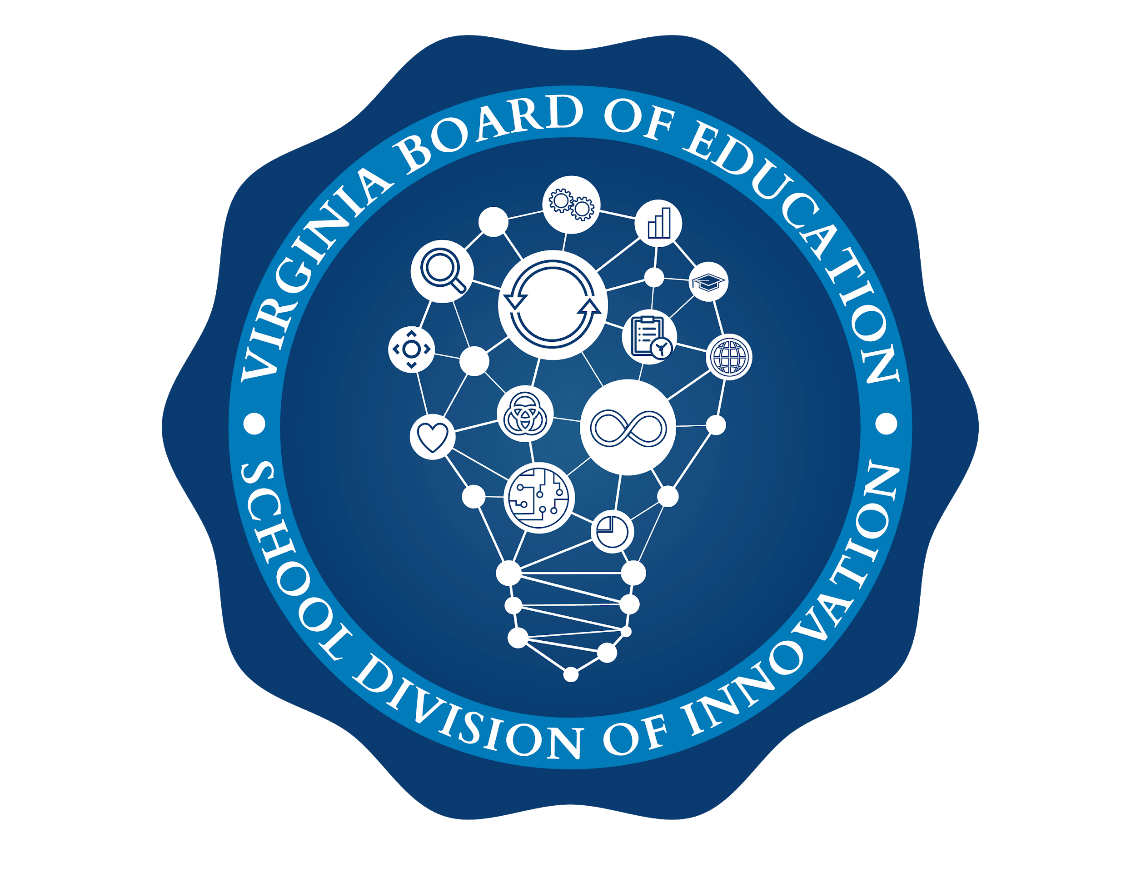 VIRGINIA BOARD OF EDUCATION
SCHOOL DIVISION OF INNOVATION